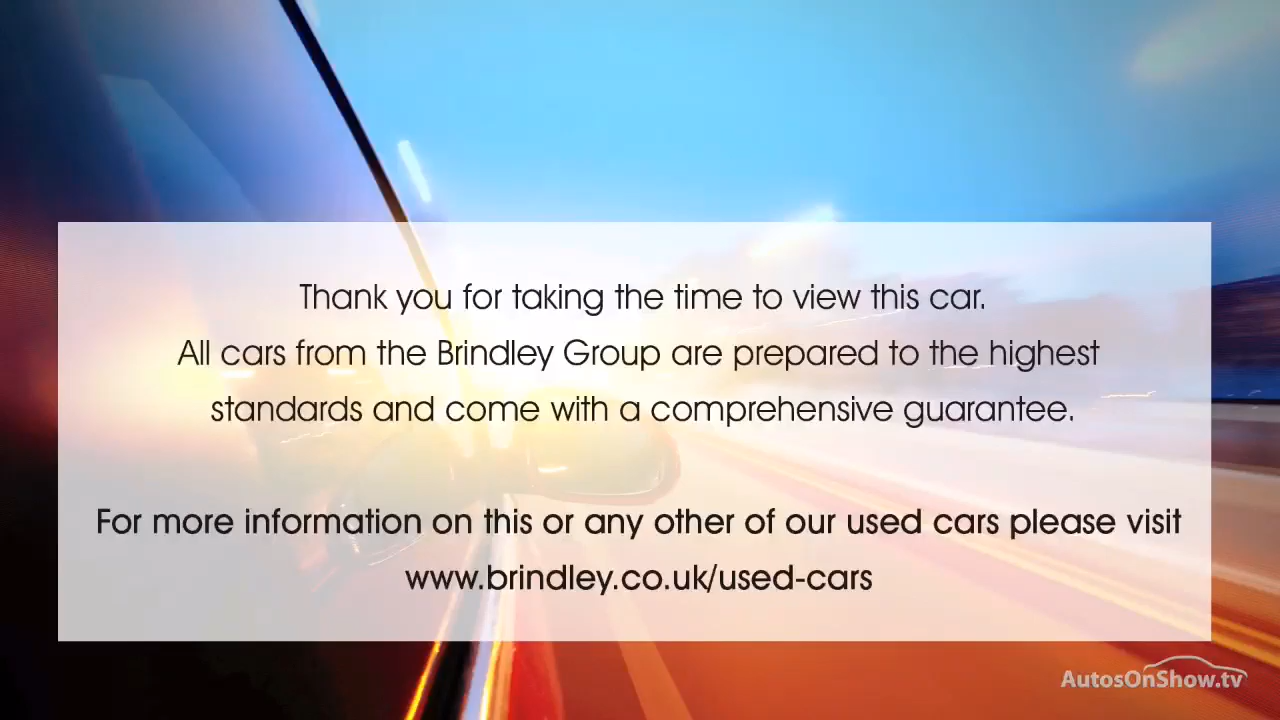 Thank you for taking the time to view this car.
All cars from the Brindley Group are prepared to the highest
standards and come with a comprehensive guarantee.
For more information on this or any other of our used cars please visit
www.brindley.co.uk/used-cars
AutosOnShow.tv